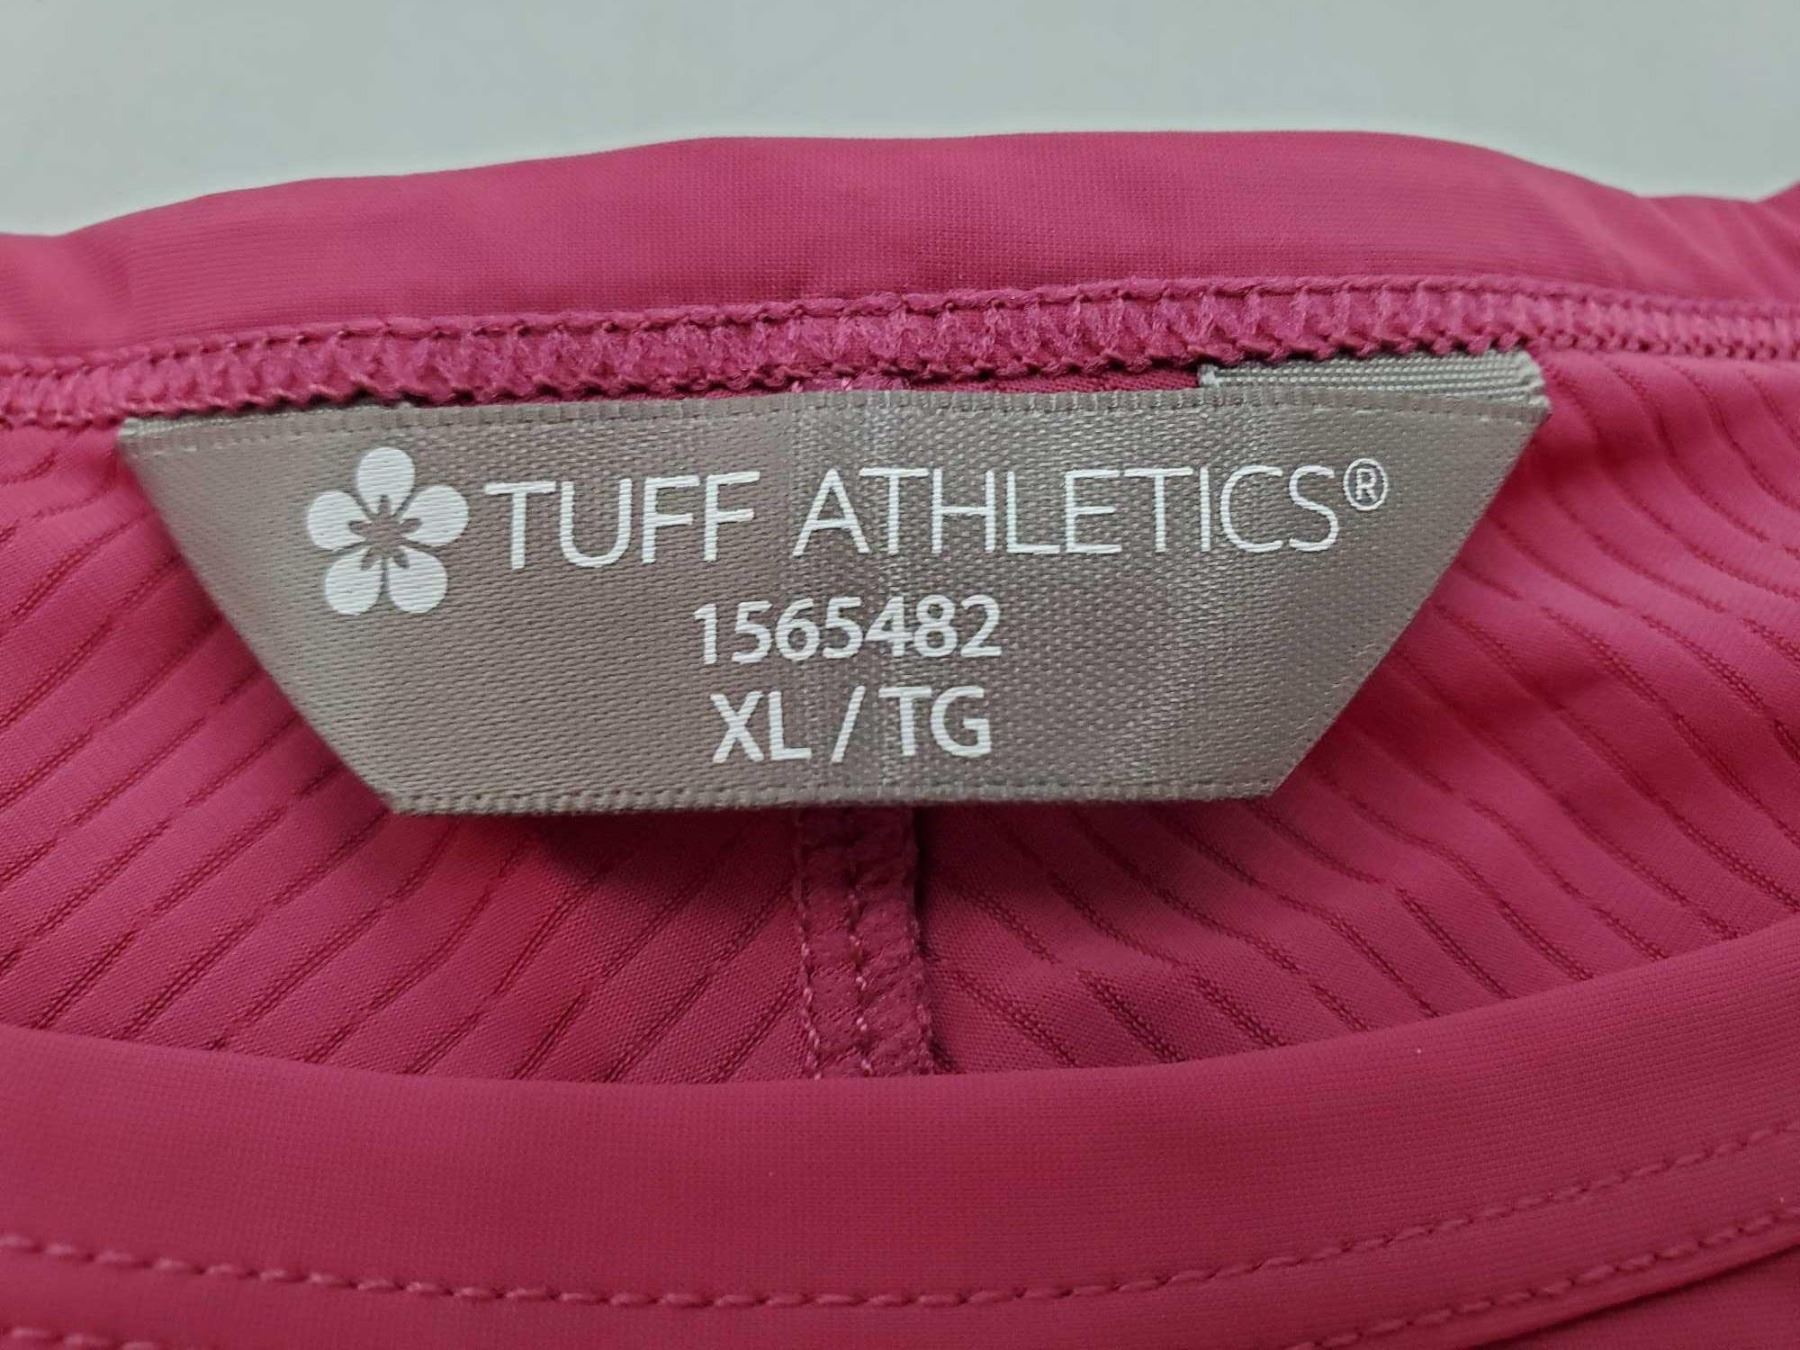 TUFF ATHLETICS®
1565482
XL / TG